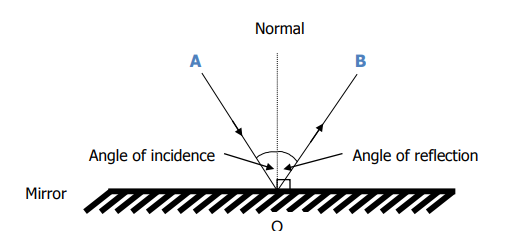 Normal
A
B
Angle of incidence
Angle of reflection
Mirror
O